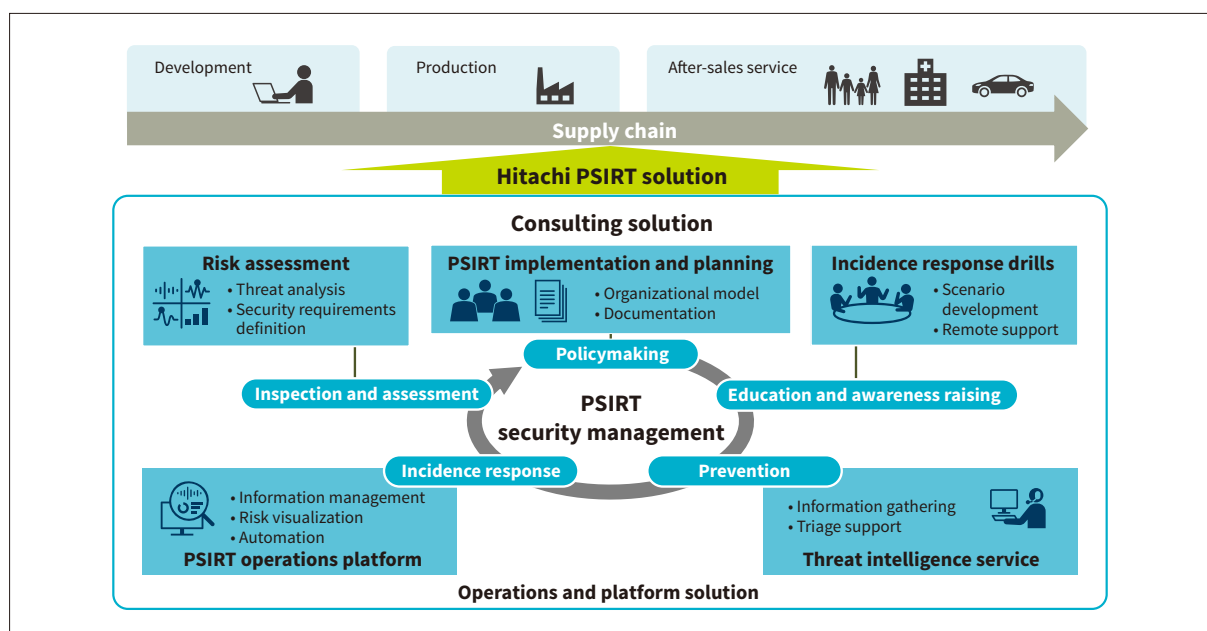 Development
Production
After-sales service
Supply chain
Hitachi PSIRT solution
Consulting solution
Risk assessment
• Threat analysis
• Security requirements
definition
PSIRT implementation and planning
• Organizational model
• Documentation
Incidence response drills
• Scenario
development
• Remote support
Policymaking
Inspection and assessment
Education and awareness raising
PSIRT
security management
Incidence response
Prevention
• Information management
• Risk visualization
• Automation
PSIRT operations platform
• Information gathering
• Triage support
Threat intelligence service
Operations and platform solution